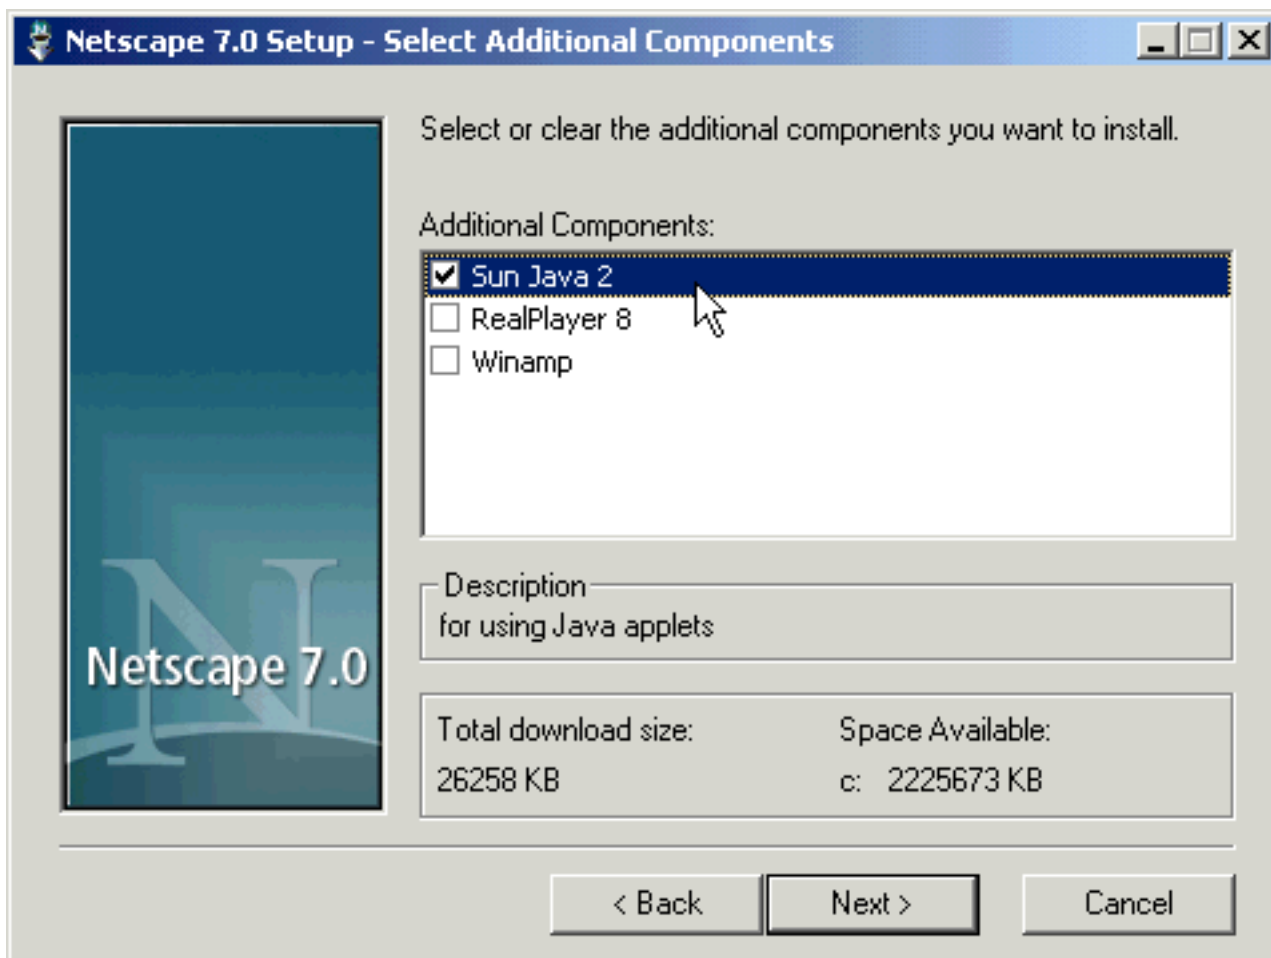 Netscape 7.0 Setup - Select Additional Components
Select or clear the additional components you want to install.
Additional Components:
Sun Java 2
RealPlayer 8
Winamp
Description
for using Java applets
N
Netscape 7.0
Total download size:
Space Available:
26258 KB
c: 2225673 KB
< Back
Next >
Cancel